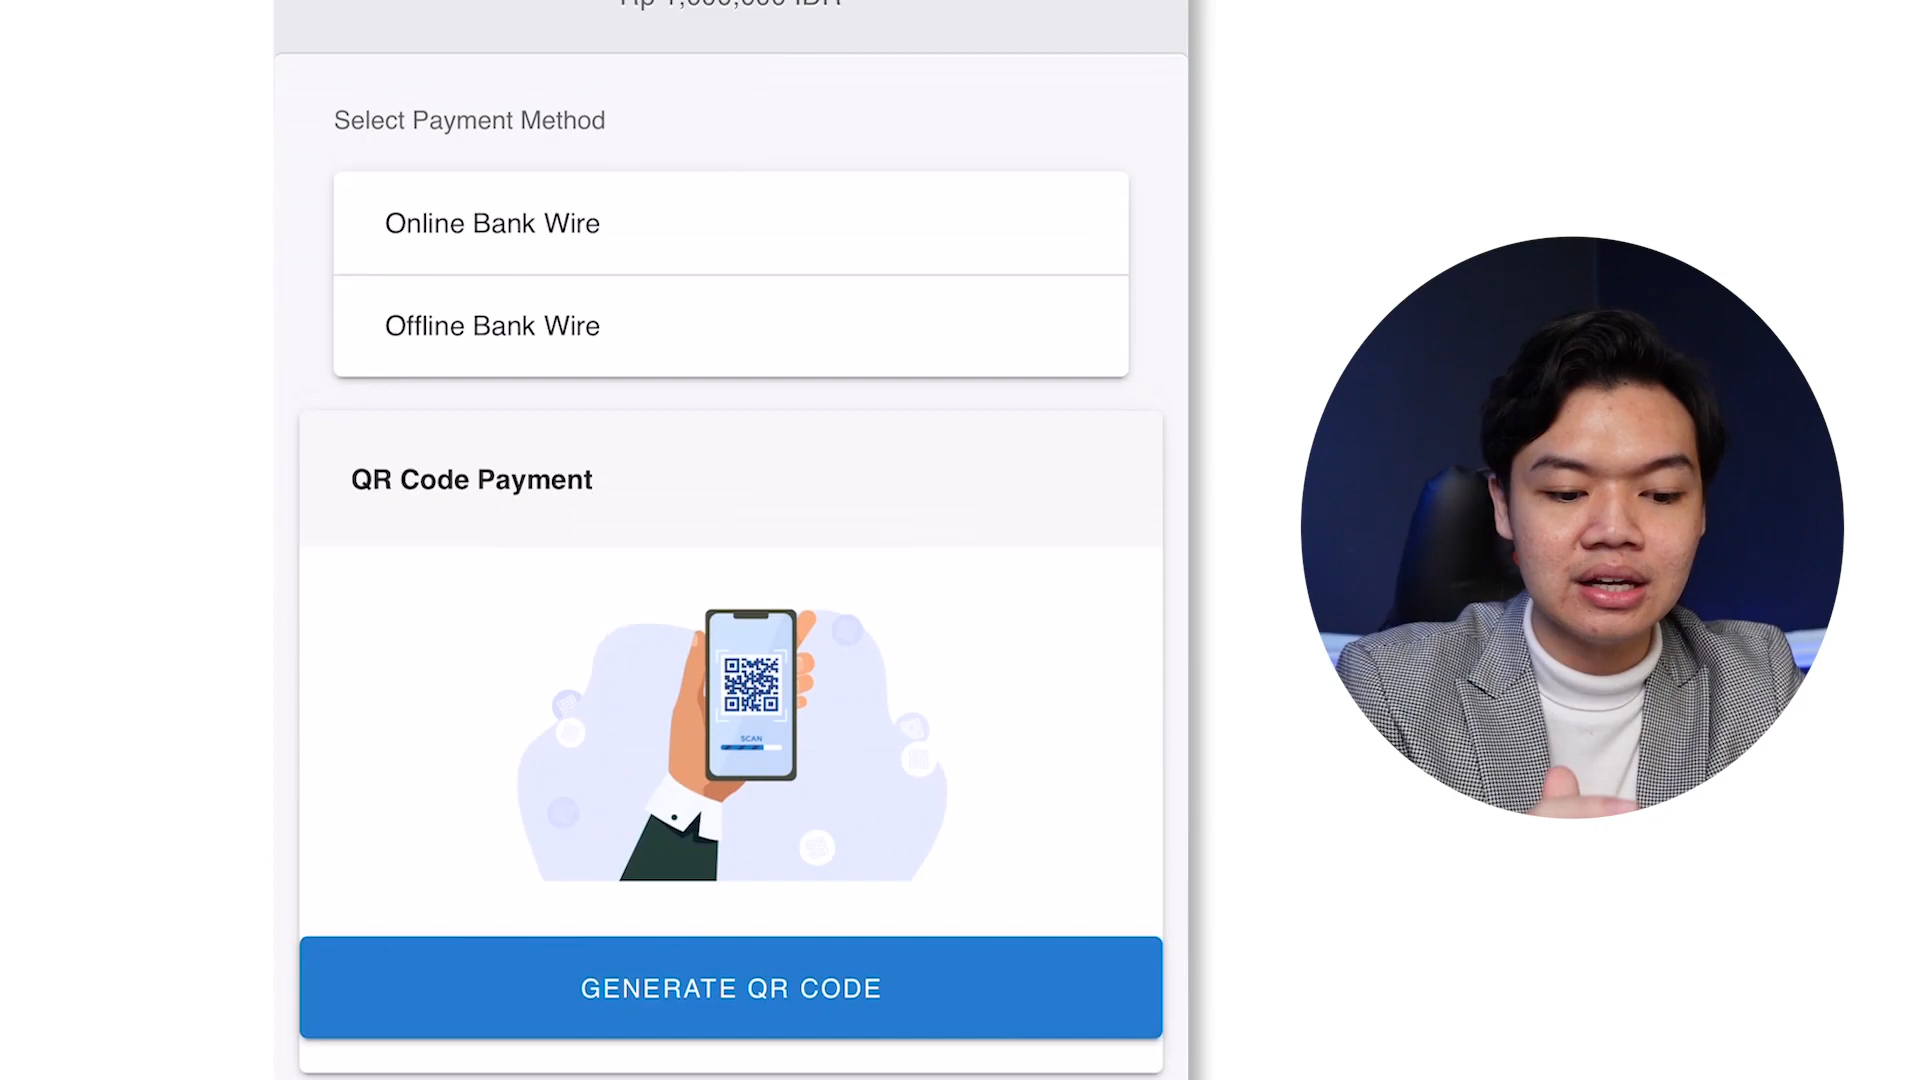 Select Payment Method
Online Bank Wire
Offline Bank Wire
QR Code Payment
SCAN
GENERATE QR CODE